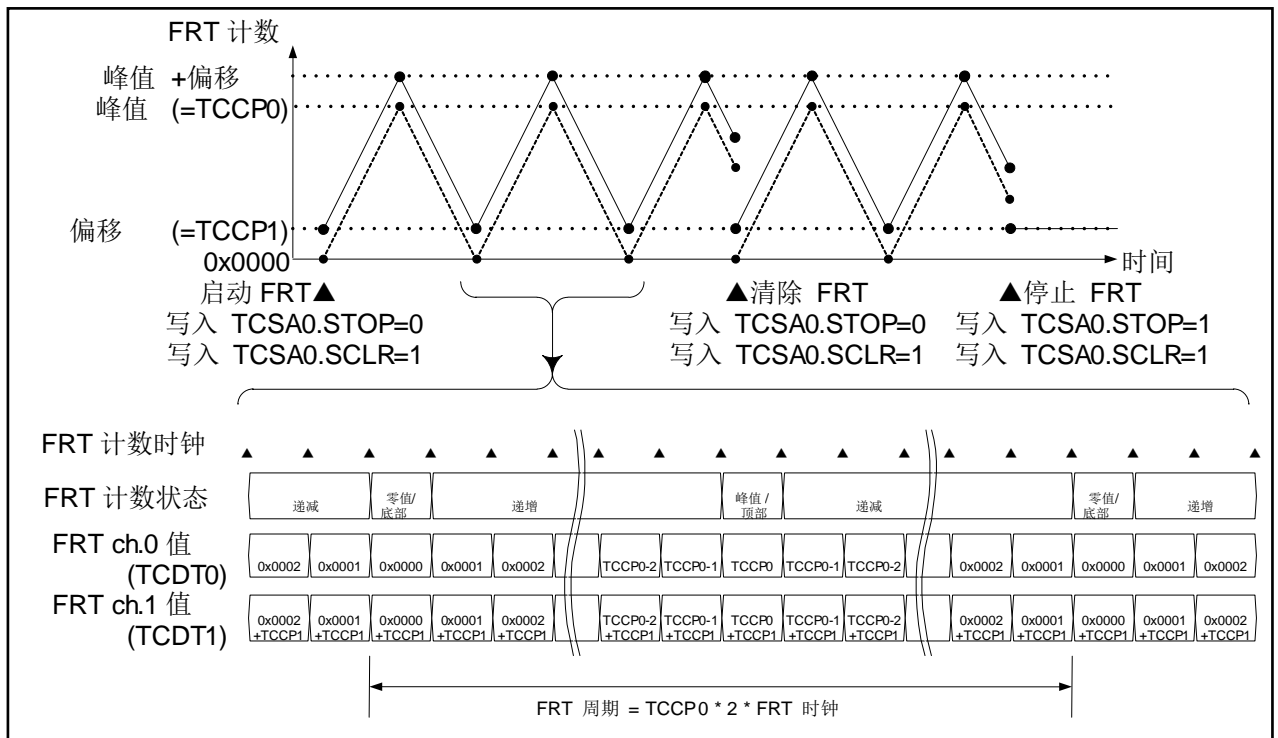 FRT 计数
峰值 +偏移
峰值 (=TCCP0)
偏移 (=TCCP1)
0x0000
时间
启动 FRT▲ ▲清除 FRT ▲停止 FRT
写入 TCSA0.STOP=0 写入 TCSA0.STOP=0 写入 TCSA0.STOP=1
写入 TCSA0.SCLR=1 写入 TCSA0.SCLR=1 写入 TCSA0.SCLR=1
FRT 计数时钟
FRT 计数状态 递减 零值/底部 递增 峰值/顶部 递减 零值/底部 递增
FRT ch.0 值
(TCDT0) 0x0002 0x0001 0x0000 0x0001 0x0002 TCCP0-2 TCCP0-1 TCCP0 TCCP0-1 TCCP0-2 0x0002 0x0001 0x0000 0x0001 0x0002
FRT ch.1 值 0x0002 0x0001 0x0000 0x0001 0x0002 TCCP0-2 TCCP0-1 TCCP0 TCCP0-1 TCCP0-2 0x0002 0x0001 0x0000 0x0001 0x0002
(TCDT1) +TCCP1 +TCCP1 +TCCP1 +TCCP1 +TCCP1 +TCCP1 +TCCP1 +TCCP1 +TCCP1 +TCCP1 +TCCP1 +TCCP1 +TCCP1 +TCCP1 +TCCP1
FRT 周期 = TCCP0 * 2 * FRT 时钟